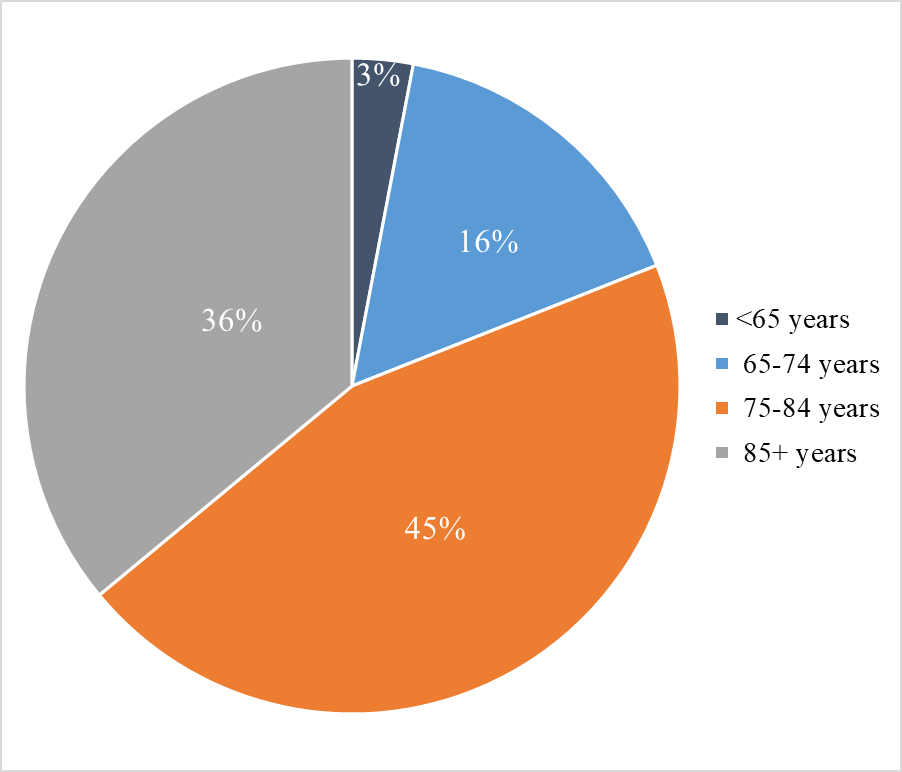 3%
16%
36%
45%
<65 years
65-74 years
75-84 years
85+ years